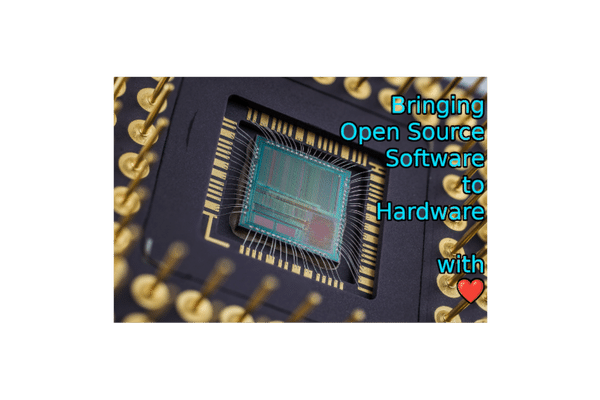 Bringing
Open Source
Software
to
Hardware
with
❤️